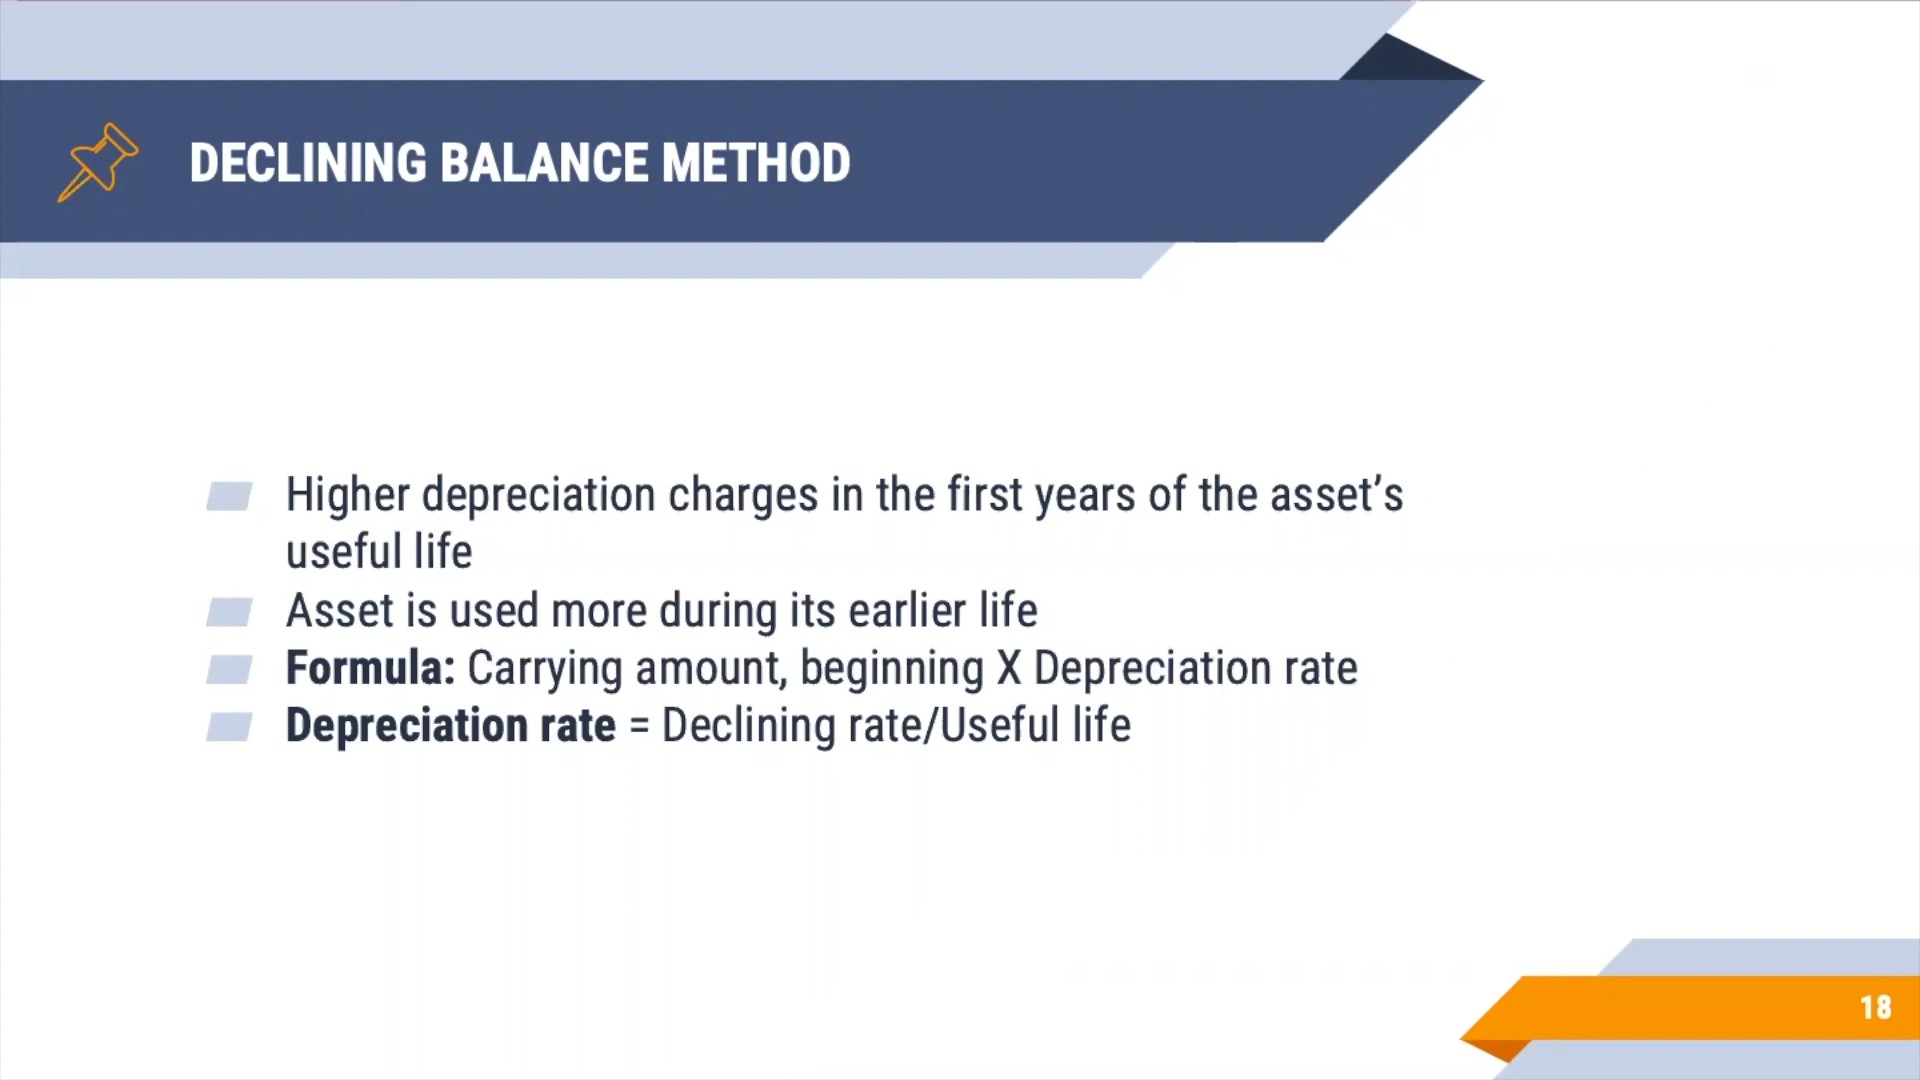 DECLINING BALANCE METHOD
Higher depreciation charges in the first years of the asset’s
useful life
Asset is used more during its earlier life
Formula: Carrying amount, beginning X Depreciation rate
Depreciation rate = Declining rate/Useful life
18